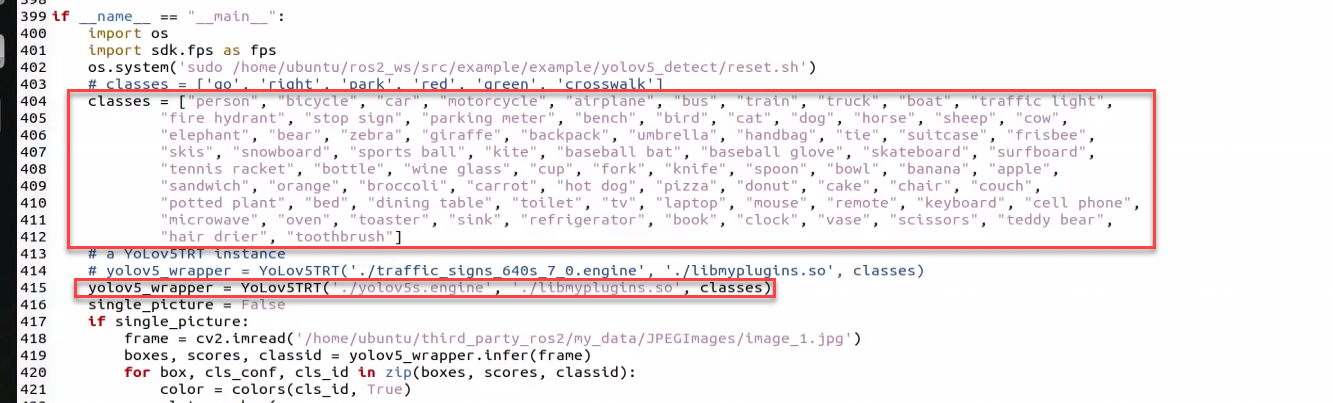 399 if __name__ == "__main__":
400 import os
401 import sdk.fps as fps
402 os.system('sudo /home/ubuntu/ros2_ws/src/example/example/yolov5_detect/reset.sh')
403 # classes = ['go', 'right', 'park', 'red', 'green', 'crosswalk']
404 classes = ["person", "bicycle", "car", "motorcycle", "airplane", "bus", "train", "truck", "boat", "traffic light",
405 "fire hydrant", "stop sign", "parking meter", "bench", "bird", "cat", "dog", "horse", "sheep", "cow",
406 "elephant", "bear", "zebra", "giraffe", "backpack", "umbrella", "handbag", "tie", "suitcase", "frisbee",
407 "skis", "snowboard", "sports ball", "kite", "baseball bat", "baseball glove", "skateboard", "surfboard",
408 "tennis racket", "bottle", "wine glass", "cup", "fork", "knife", "spoon", "bowl", "banana", "apple",
409 "sandwich", "orange", "broccoli", "carrot", "hot dog", "pizza", "donut", "cake", "chair", "couch",
410 "potted plant", "bed", "dining table", "toilet", "tv", "laptop", "mouse", "remote", "keyboard", "cell phone",
411 "microwave", "oven", "toaster", "sink", "refrigerator", "book", "clock", "vase", "scissors", "teddy bear",
412 "hair drier", "toothbrush"]
413 # a YoLov5TRT instance
414 # yolov5_wrapper = YoLov5TRT('./traffic_signs_640s_7_0.engine', './libmyplugins.so', classes)
415 yolov5_wrapper = YoLov5TRT('./yolov5s.engine', './libmyplugins.so', classes)
416 single_picture = False
417 if single_picture:
418 frame = cv2.imread('/home/ubuntu/third_party_ros2/my_data/JPEGImages/image_1.jpg')
419 boxes, scores, classid = yolov5_wrapper.infer(frame)
420 for box, cls_conf, cls_id in zip(boxes, scores, classid):
421 color = colors(cls_id, True)